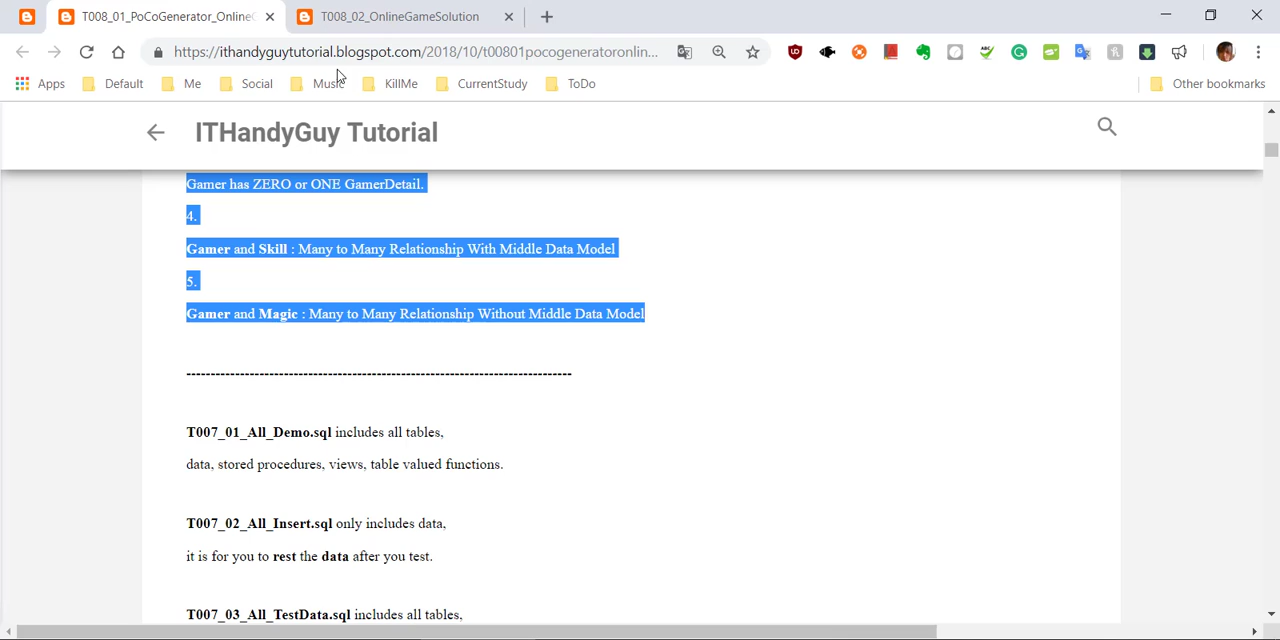 T008_01_PoCoGenerator_OnlineG
T008_02_OnlineGameSolution
https://ithandyguytutorial.blogspot.com/2018/10/t00801pocogeneratoronlin...
Apps
Default
Me
Social
Music
KillMe
CurrentStudy
ToDo
Other bookmarks
ITHandyGuy Tutorial
Gamer has ZERO or ONE GamerDetail.
4.
Gamer and Skill : Many to Many Relationship With Middle Data Model
5.
Gamer and Magic : Many to Many Relationship Without Middle Data Model
--------------------------------------------------------------------------------
T007_01_All_Demo.sql includes all tables,
data, stored procedures, views, table valued functions.
T007_02_All_Insert.sql only includes data,
it is for you to rest the data after you test.
T007_03_All_TestData.sql includes all tables,